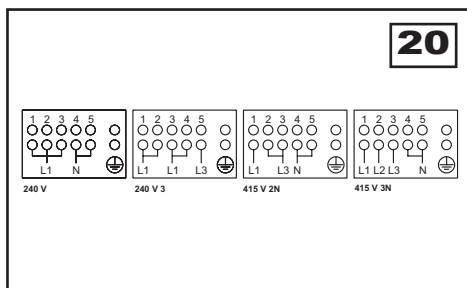 20
1 2 3 4 5
L1 N
240 V
1 2 3 4 5
L1 L1 L3
240 V 3
1 2 3 4 5
L1 L3 N
415 V 2N
1 2 3 4 5
L1 L2 L3 N
415 V 3N